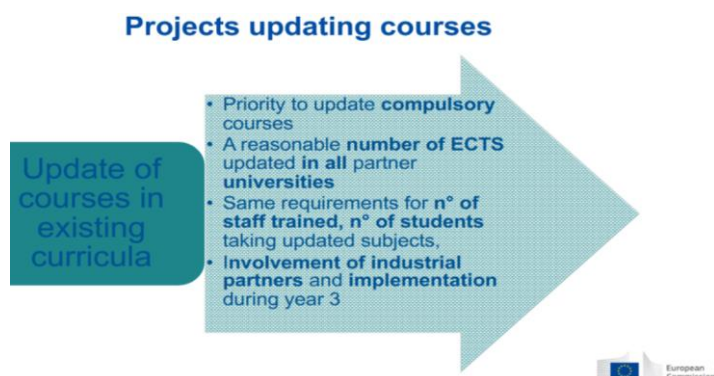 Projects updating courses
Update of
courses in
existing
curricula
• Priority to update compulsory
courses
• A reasonable number of ECTS
updated in all partner
universities
• Same requirements for n° of
staff trained, n° of students
taking updated subjects,
• Involvement of industrial
partners and implementation
during year 3
European
Commission